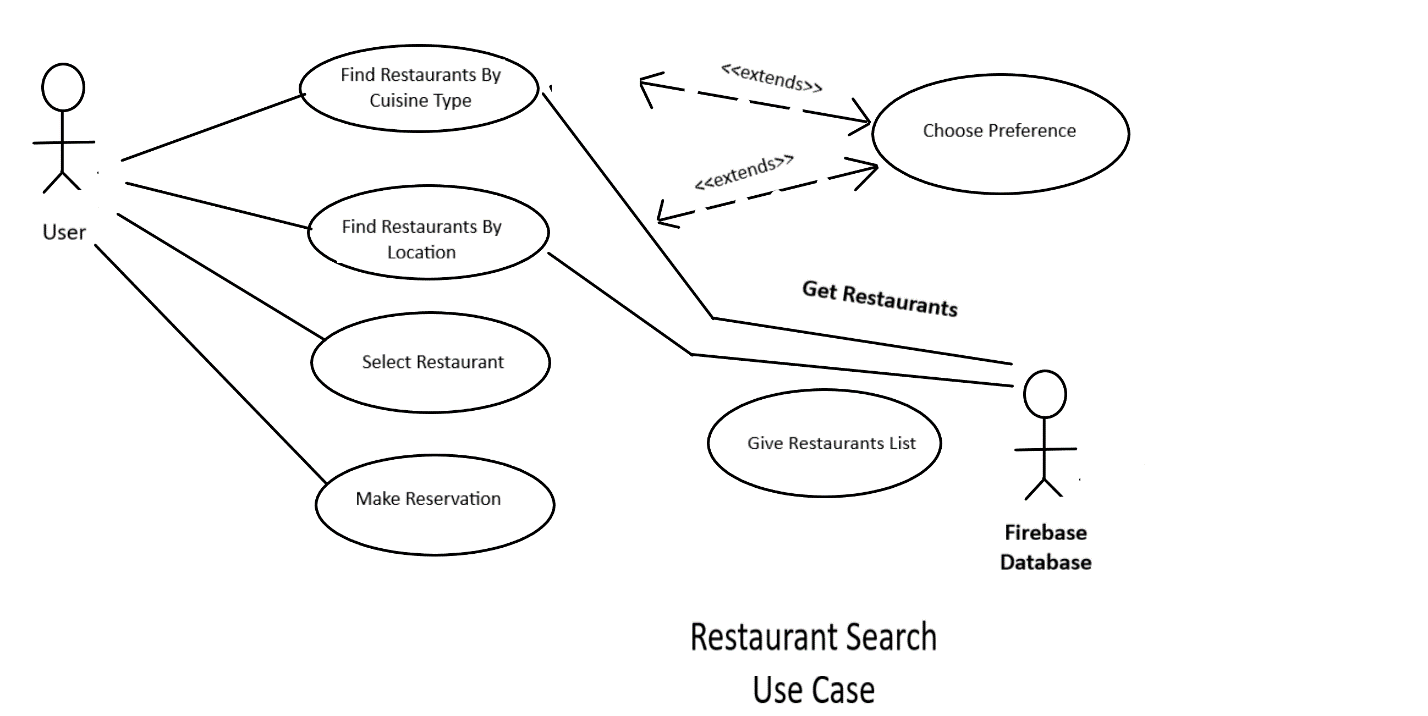 Find Restaurants By
Cuisine Type
<<extends>>
Choose Preference
<<extends>>
User
Find Restaurants By
Location
Get Restaurants
Select Restaurant
Give Restaurants List
Make Reservation
Firebase
Database
Restaurant Search
Use Case